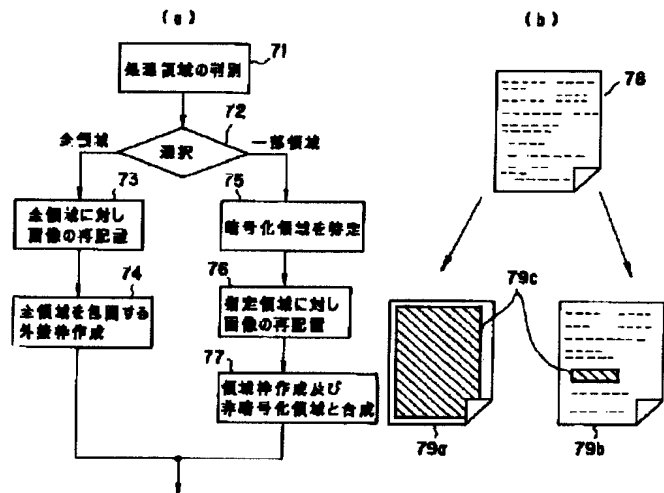 (a)
(b)
71
処理領域の判別
72
全領域
選択
一部領域
73
全領域に対し
画像の再配置
74
全領域を包囲する
外接枠作成
75
暗号化領域を特定
76
指定領域に対し
画像の再配置
77
領域枠作成及び
非暗号化領域と合成
78
79c
79a
79b